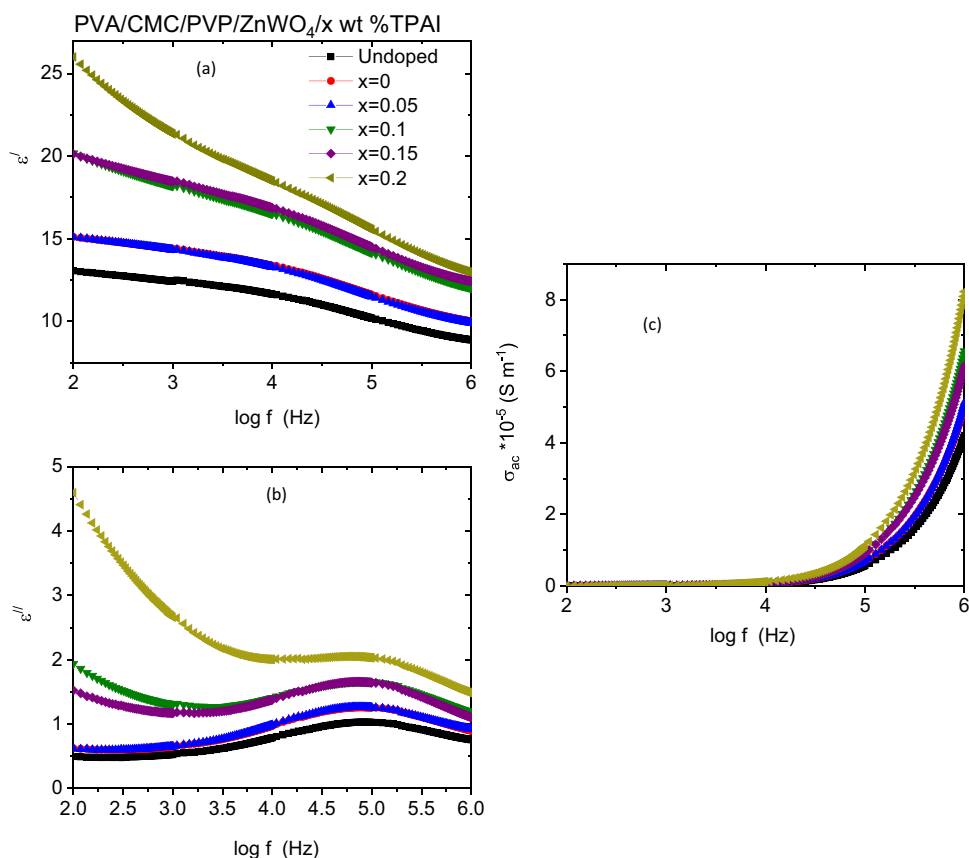 PVA/CMC/PVP/ZnWO₄/x wt %TPAI
(a)
Undoped
x=0
x=0.05
x=0.1
x=0.15
x=0.2
25
20
15
10
ε/
2 3 4 5 6
log f (Hz)
(b)
5
4
3
2
1
0
ε//
2.0 2.5 3.0 3.5 4.0 4.5 5.0 5.5 6.0
log f (Hz)
(c)
8
6
4
2
0
σac *10⁻⁵ (S m⁻¹)
2 3 4 5 6
log f (Hz)